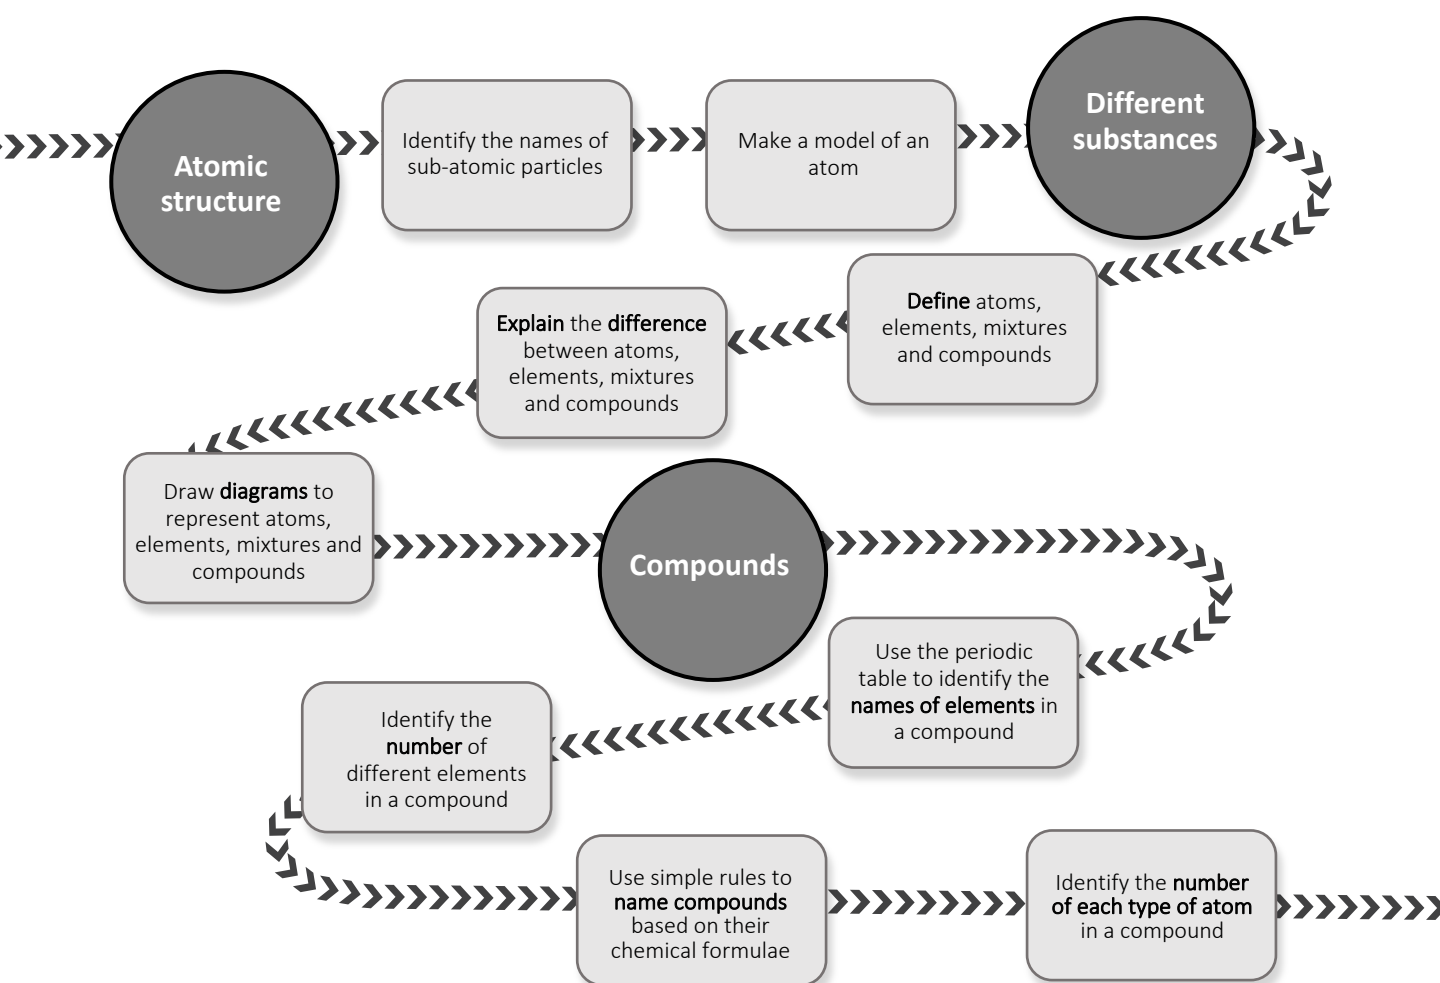 Atomic
structure
Identify the names of
sub-atomic particles
Make a model of an
atom
Different
substances
Define atoms,
elements, mixtures
and compounds
Explain the difference
between atoms,
elements, mixtures
and compounds
Draw diagrams to
represent atoms,
elements, mixtures and
compounds
Compounds
Use the periodic
table to identify the
names of elements in
a compound
Identify the
number of
different elements
in a compound
Use simple rules to
name compounds
based on their
chemical formulae
Identify the number
of each type of atom
in a compound